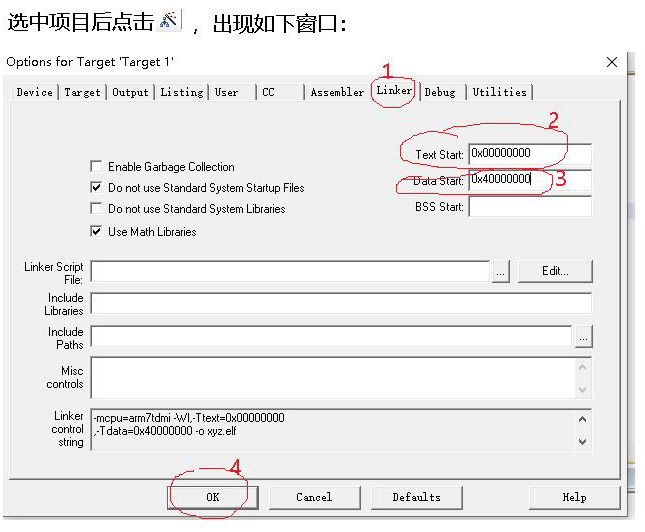 选中项目后点击 ，出现如下窗口：
Options for Target 'Target 1'
1
Device Target Output Listing User CC Assembler Linker Debug Utilities
2
Text Start: 0x00000000
Enable Garbage Collection
Data Start: 0x40000000 3
Do not use Standard System Startup Files
Do not use Standard System Libraries
BSS Start:
Use Math Libraries
Linker Script
File:
... Edit...
Include
Libraries
Include
Paths
...
Misc
controls
Linker
control
string
-mcpu=arm7tdmi -Wl,-Ttext=0x00000000
,-Tdata=0x40000000 -o xyz.elf
4
OK Cancel Defaults Help